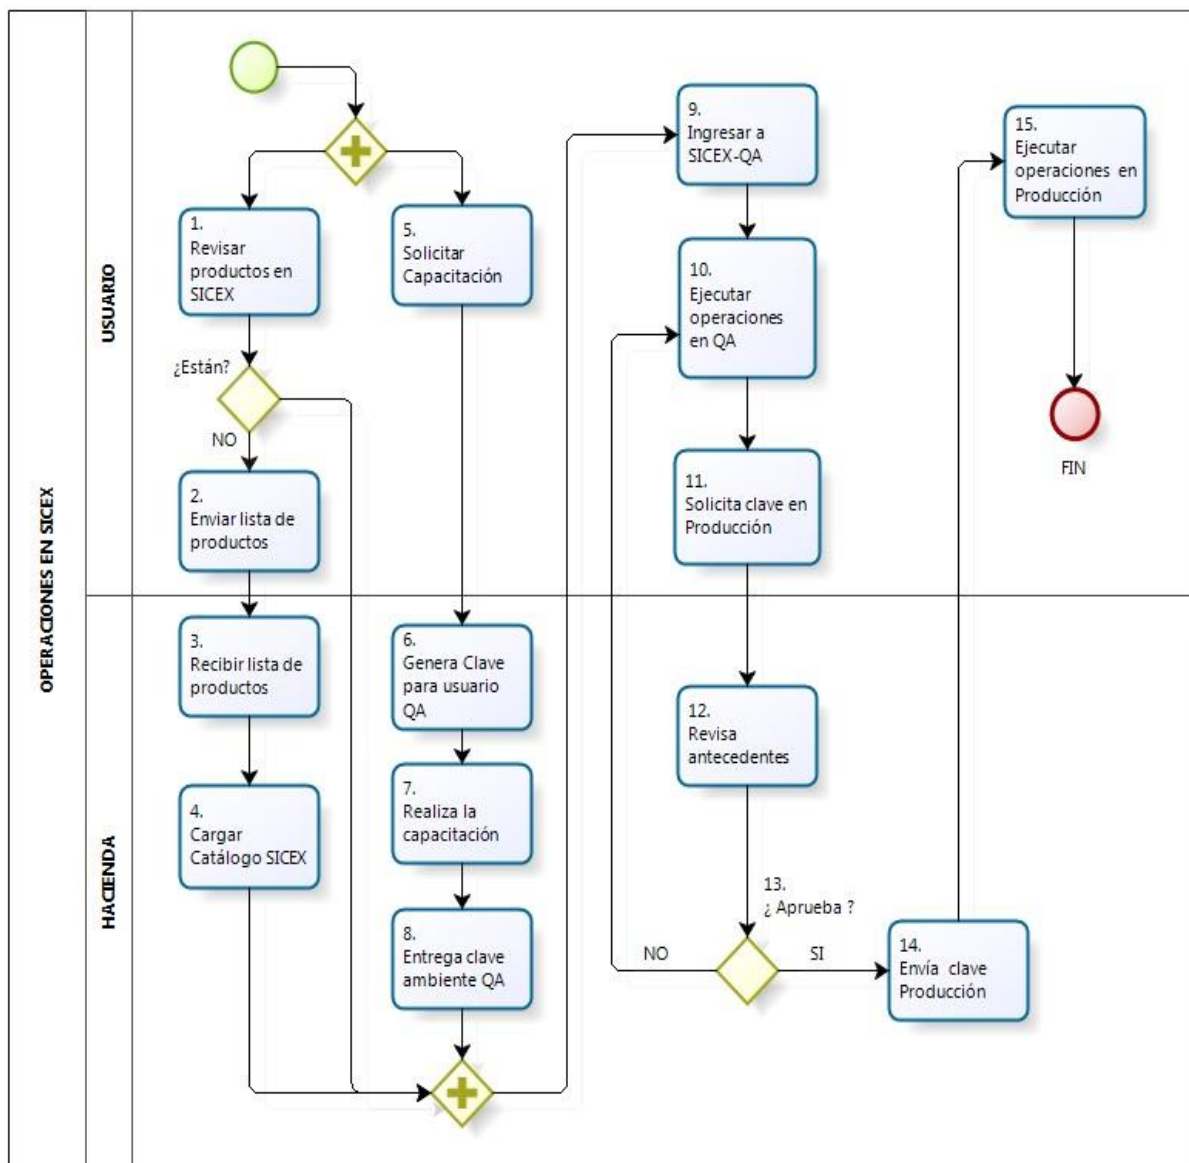 OPERACIONES EN SICEX
USUARIO
1.
Revisar
productos en
SICEX
¿Están?
NO
2.
Enviar lista de
productos
5.
Solicitar
Capacitación
9.
Ingresar a
SICEX-QA
10.
Ejecutar
operaciones
en QA
11.
Solicita clave en
Producción
15.
Ejecutar
operaciones en
Producción
FIN
HACIENDA
3.
Recibir lista de
productos
4.
Cargar
Catálogo SICEX
6.
Genera Clave
para usuario
QA
7.
Realiza la
capacitación
8.
Entrega clave
ambiente QA
12.
Revisa
antecedentes
13.
¿ Aprueba ?
NO
SI
14.
Envía clave
Producción